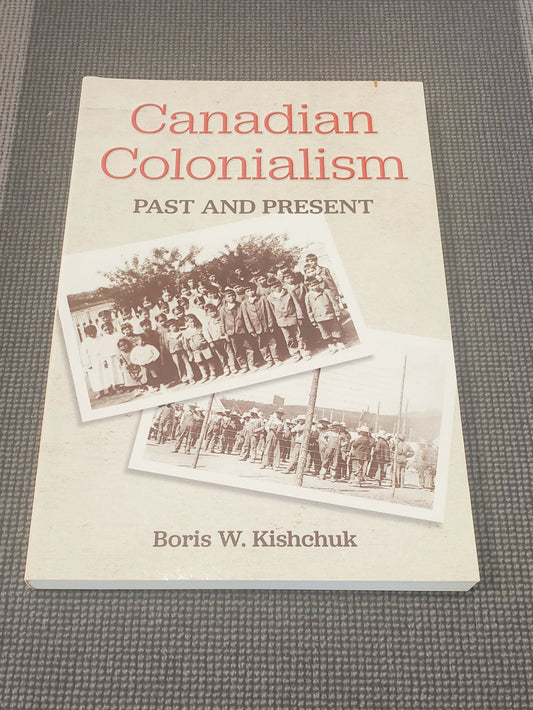 Canadian
Colonialism
PAST AND PRESENT
Boris W. Kishchuk